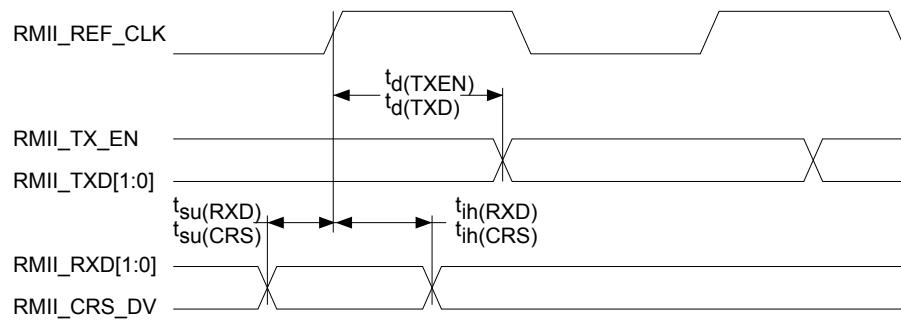 RMII_REF_CLK
td(TXEN)
td(TXD)
RMII_TX_EN
RMII_TXD[1:0]
tsu(RXD)
tsu(CRS)
tih(RXD)
tih(CRS)
RMII_RXD[1:0]
RMII_CRS_DV